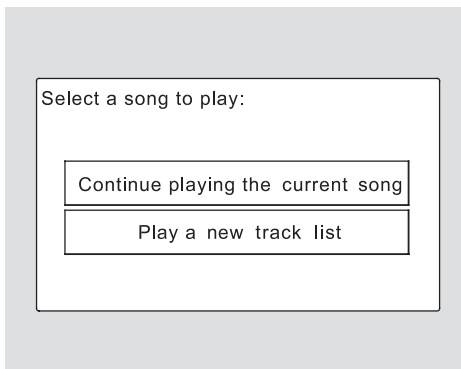 Select a song to play:
Continue playing the current song
Play a new track list